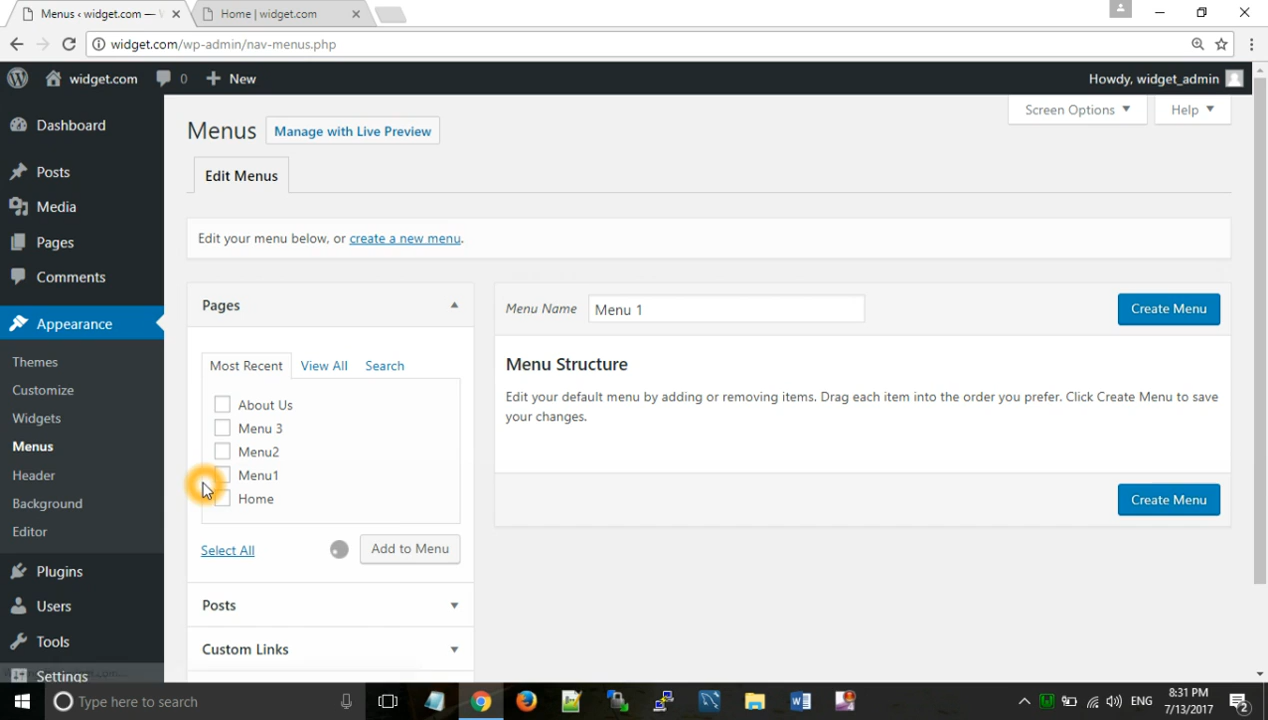 Menus ‹ widget.com — W
Home | widget.com
widget.com/wp-admin/nav-menus.php
widget.com
0
New
Howdy, widget_admin
Screen Options
Help
Dashboard
Posts
Media
Pages
Comments
Appearance
Themes
Customize
Widgets
Menus
Header
Background
Editor
Plugins
Users
Tools
Settings
Menus
Manage with Live Preview
Edit Menus
Edit your menu below, or create a new menu.
Pages
Most Recent
View All
Search
About Us
Menu 3
Menu2
Menu1
Home
Select All
Add to Menu
Posts
Custom Links
Menu Name
Menu 1
Create Menu
Menu Structure
Edit your default menu by adding or removing items. Drag each item into the order you prefer. Click Create Menu to save
your changes.
Create Menu
Type here to search
ENG
8:31 PM
7/13/2017
2